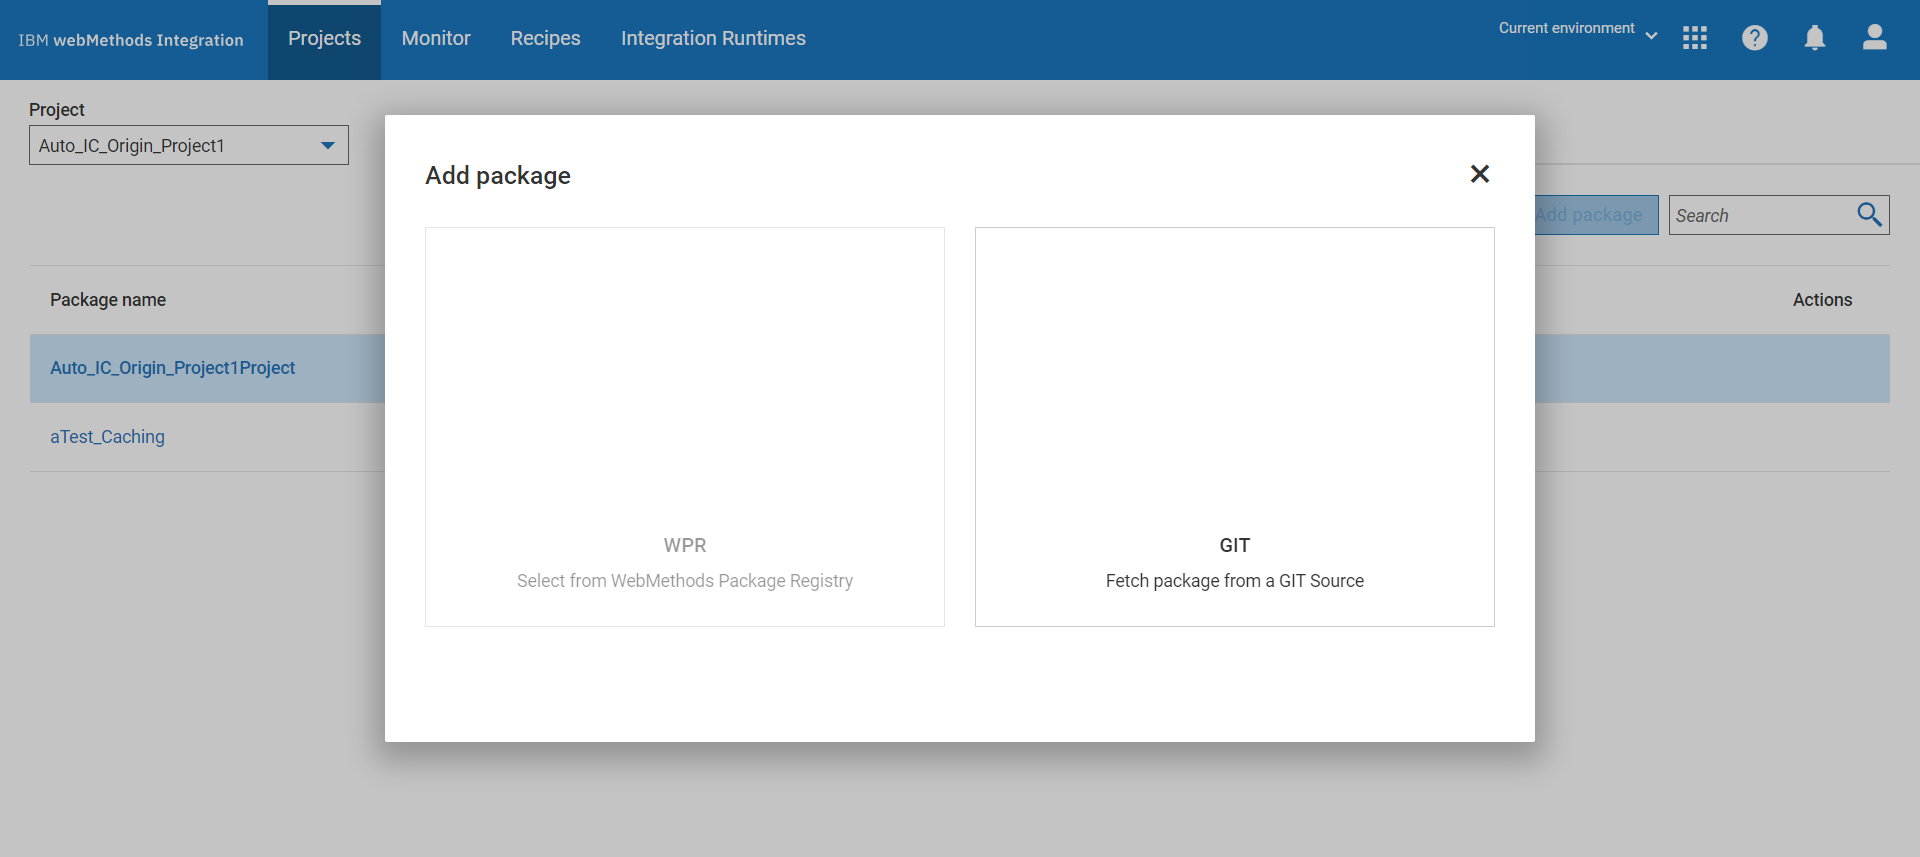 IBM webMethods Integration
Projects
Monitor
Recipes
Integration Runtimes
Current environment
Project
Auto_IC_Origin_Project1
Add package
Add package
Search
Package name
Actions
Auto_IC_Origin_Project1Project
aTest_Caching
WPR
Select from WebMethods Package Registry
GIT
Fetch package from a GIT Source